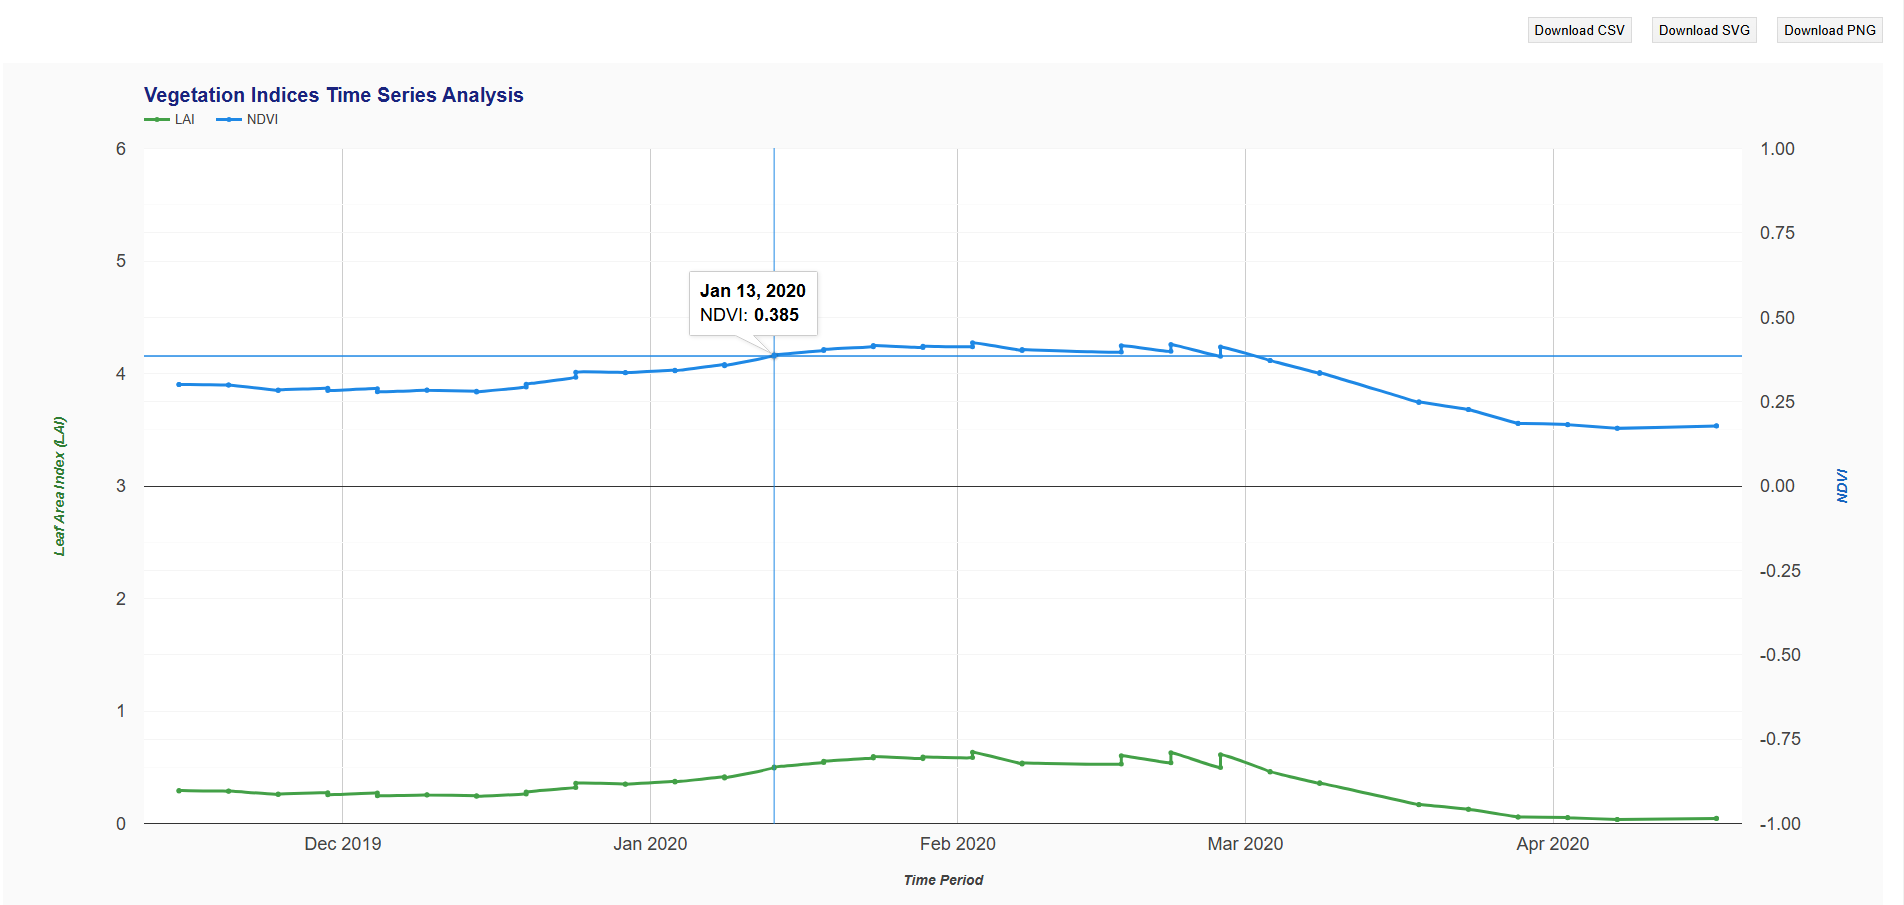 Download CSV
Download SVG
Download PNG
Vegetation Indices Time Series Analysis
LAI
NDVI
6
5
4
3
2
1
0
1.00
0.75
0.50
0.25
0.00
-0.25
-0.50
-0.75
-1.00
Jan 13, 2020
NDVI: 0.385
Leaf Area Index (LAI)
NDVI
Dec 2019
Jan 2020
Feb 2020
Mar 2020
Apr 2020
Time Period